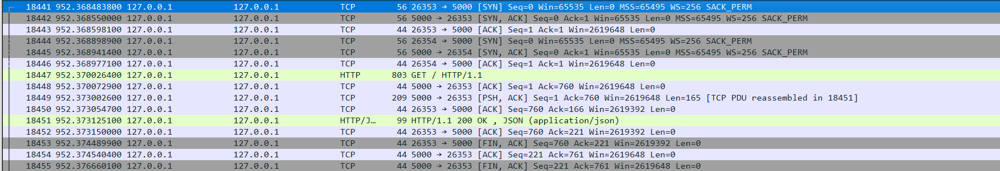 18441 952.368483800 127.0.0.1 127.0.0.1 TCP 56 26353 → 5000 [SYN] Seq=0 Win=65535 Len=0 MSS=65495 WS=256 SACK_PERM
18442 952.368550000 127.0.0.1 127.0.0.1 TCP 56 5000 → 26353 [SYN, ACK] Seq=0 Ack=1 Win=65535 Len=0 MSS=65495 WS=256 SACK_PERM
18443 952.368598100 127.0.0.1 127.0.0.1 TCP 44 26353 → 5000 [ACK] Seq=1 Ack=1 Win=2619648 Len=0
18444 952.368898900 127.0.0.1 127.0.0.1 TCP 56 26354 → 5000 [SYN] Seq=0 Win=65535 Len=0 MSS=65495 WS=256 SACK_PERM
18445 952.368941400 127.0.0.1 127.0.0.1 TCP 56 5000 → 26354 [SYN, ACK] Seq=0 Ack=1 Win=65535 Len=0 MSS=65495 WS=256 SACK_PERM
18446 952.368977100 127.0.0.1 127.0.0.1 TCP 44 26354 → 5000 [ACK] Seq=1 Ack=1 Win=2619648 Len=0
18447 952.370026400 127.0.0.1 127.0.0.1 HTTP 803 GET / HTTP/1.1
18448 952.370072900 127.0.0.1 127.0.0.1 TCP 44 5000 → 26353 [ACK] Seq=1 Ack=760 Win=2619648 Len=0
18449 952.373002600 127.0.0.1 127.0.0.1 TCP 209 5000 → 26353 [PSH, ACK] Seq=1 Ack=760 Win=2619648 Len=165 [TCP PDU reassembled in 18451]
18450 952.373054700 127.0.0.1 127.0.0.1 TCP 44 26353 → 5000 [ACK] Seq=760 Ack=166 Win=2619392 Len=0
18451 952.373125100 127.0.0.1 127.0.0.1 HTTP/J… 99 HTTP/1.1 200 OK , JSON (application/json)
18452 952.373150000 127.0.0.1 127.0.0.1 TCP 44 26353 → 5000 [ACK] Seq=760 Ack=221 Win=2619392 Len=0
18453 952.374489900 127.0.0.1 127.0.0.1 TCP 44 26353 → 5000 [FIN, ACK] Seq=760 Ack=221 Win=2619392 Len=0
18454 952.374540400 127.0.0.1 127.0.0.1 TCP 44 5000 → 26353 [ACK] Seq=221 Ack=761 Win=2619648 Len=0
18455 952.376660100 127.0.0.1 127.0.0.1 TCP 44 5000 → 26353 [FIN, ACK] Seq=221 Ack=761 Win=2619648 Len=0